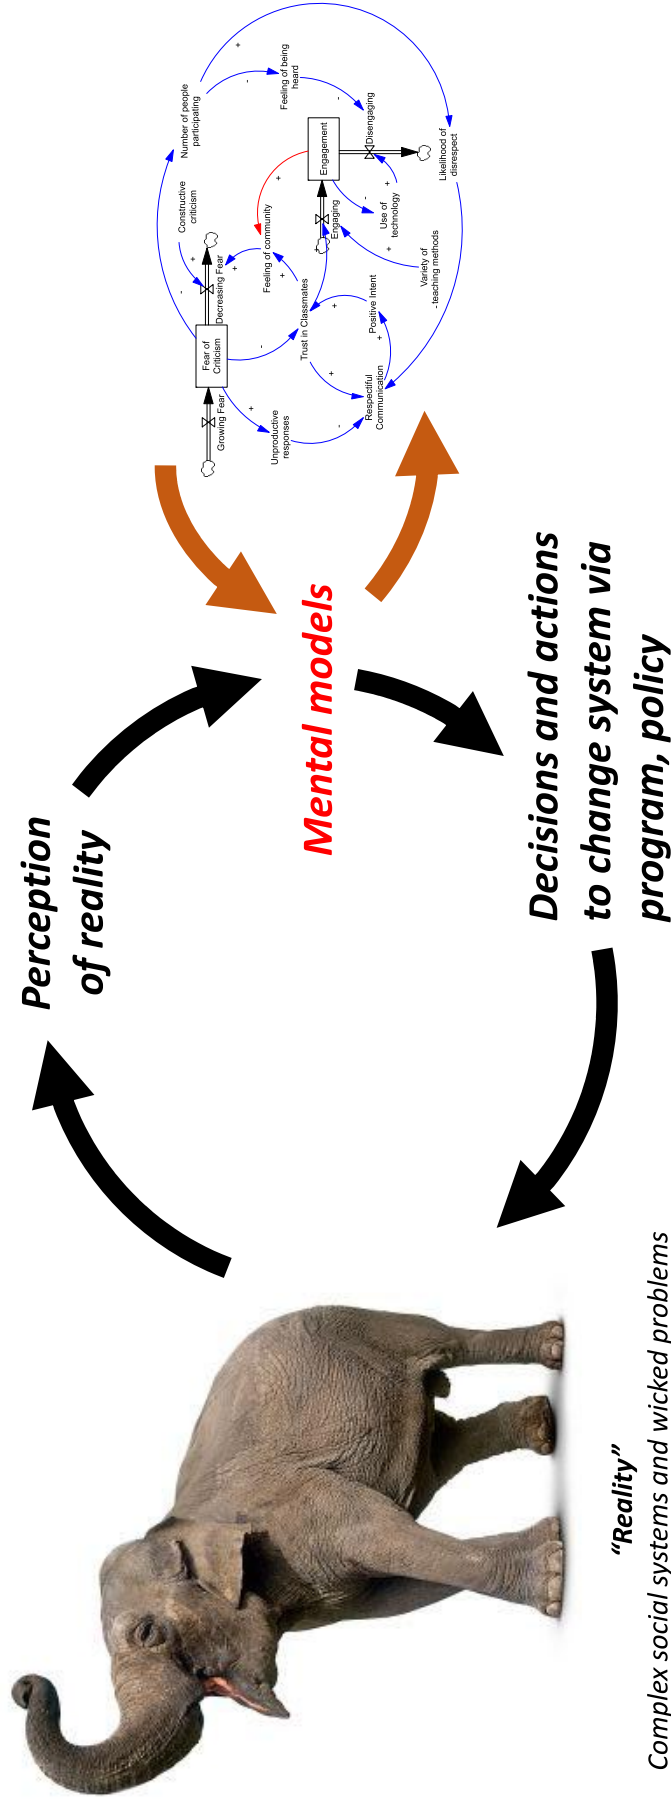 Perception
of reality
Mental models
Decisions and actions
to change system via
program, policy
“Reality”
Complex social systems and wicked problems
Growing Fear
Fear of
Criticism
Decreasing Fear
Constructive
criticism
Number of people
participating
Feeling of being
heard
Disengaging
Engagement
Engaging
Feeling of community
Trust in Classmates
Unproductive
responses
Respectiful
Communication
Positive Intent
Use of
technology
Variety of
- teaching methods
Likelihood of
disrespect